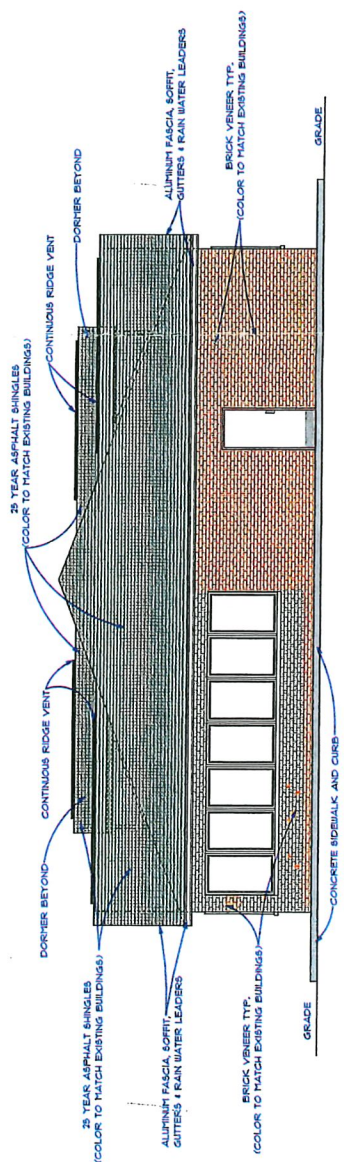 25 YEAR ASPHALT SHINGLES
(COLOR TO MATCH EXISTING BUILDINGS)
CONTINUOUS RIDGE VENT
DORMER BEYOND
ALUMINUM FASCIA, SOFFIT,
GUTTERS & RAIN WATER LEADERS
BRICK VENEER TYP.
(COLOR TO MATCH EXISTING BUILDINGS)
GRADE
CONTINUOUS RIDGE VENT
DORMER BEYOND
25 YEAR ASPHALT SHINGLES
(COLOR TO MATCH EXISTING BUILDINGS)
ALUMINUM FASCIA, SOFFIT,
GUTTERS & RAIN WATER LEADERS
BRICK VENEER TYP.
(COLOR TO MATCH EXISTING BUILDINGS)
GRADE
CONCRETE SIDEWALK, AND CURB